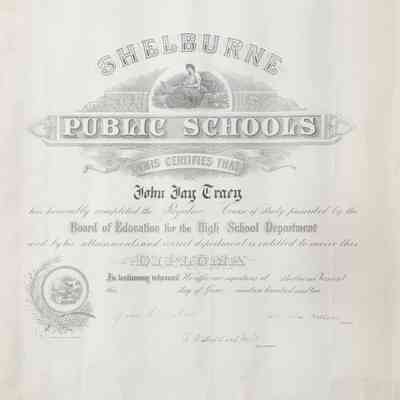 SHELBURNE
PUBLIC SCHOOLS
THIS CERTIFIES THAT
John Jay Tracy
has honorably completed the Regular Course of Study prescribed by the
Board of Education for the High School Department
and by his attainments and correct deportment is entitled to receive this
DIPLOMA
In testimony whereof We affix our signatures at Shelburne Vermont
this day of June nineteen hundred and